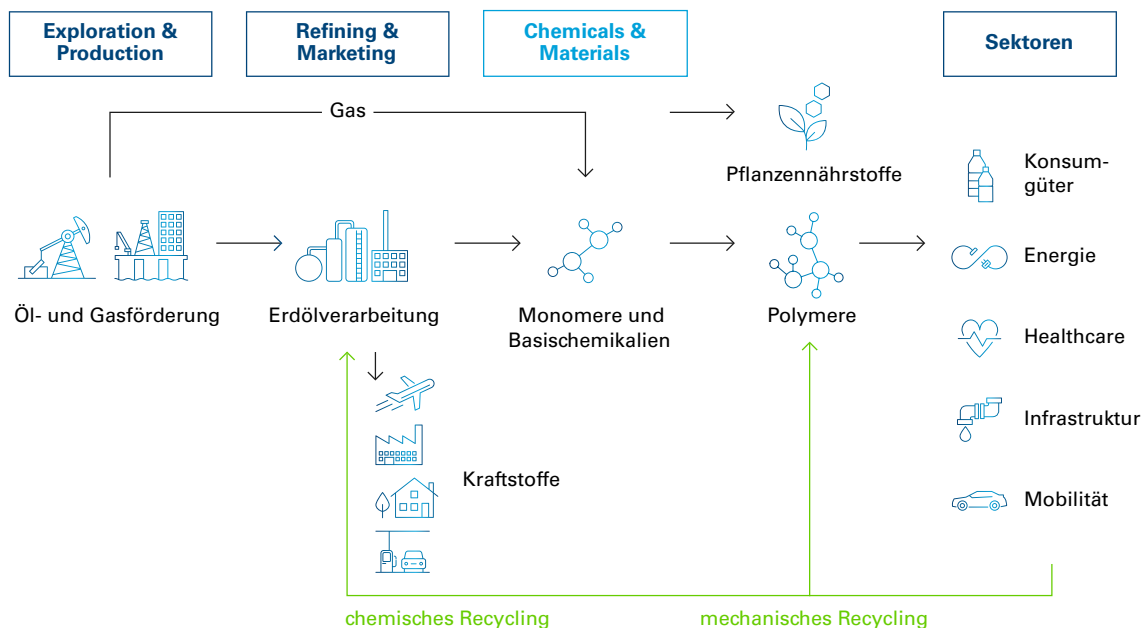 Exploration &
Production
Refining &
Marketing
Chemicals &
Materials
Sektoren
Gas
Pflanzennährstoffe
Konsum-
güter
Energie
Öl- und Gasförderung
Erdölverarbeitung
Monomere und
Basischemikalien
Polymere
Healthcare
Infrastruktur
Kraftstoffe
Mobilität
chemisches Recycling
mechanisches Recycling